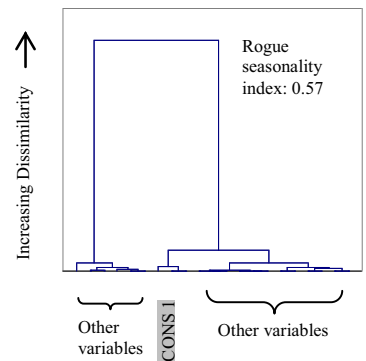 Increasing Dissimilarity
Rogue
seasonality
index: 0.57
Other
variables
CONS 1
Other variables